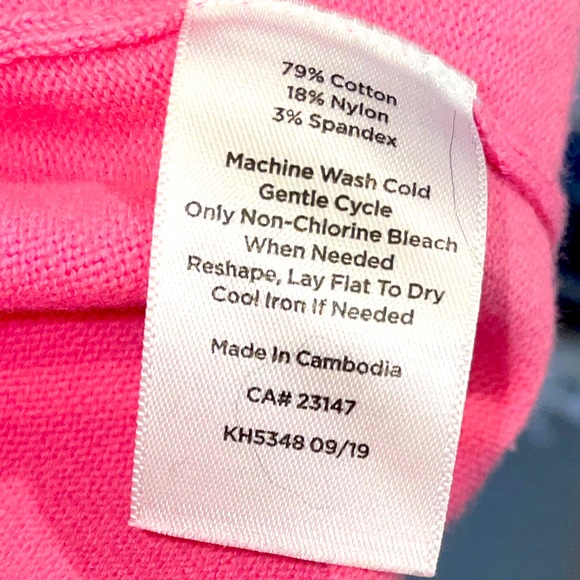 79% Cotton
18% Nylon
3% Spandex
Machine Wash Cold
Gentle Cycle
Only Non-Chlorine Bleach
When Needed
Reshape, Lay Flat To Dry
Cool Iron If Needed
Made In Cambodia
CA# 23147
KH5348 09/19